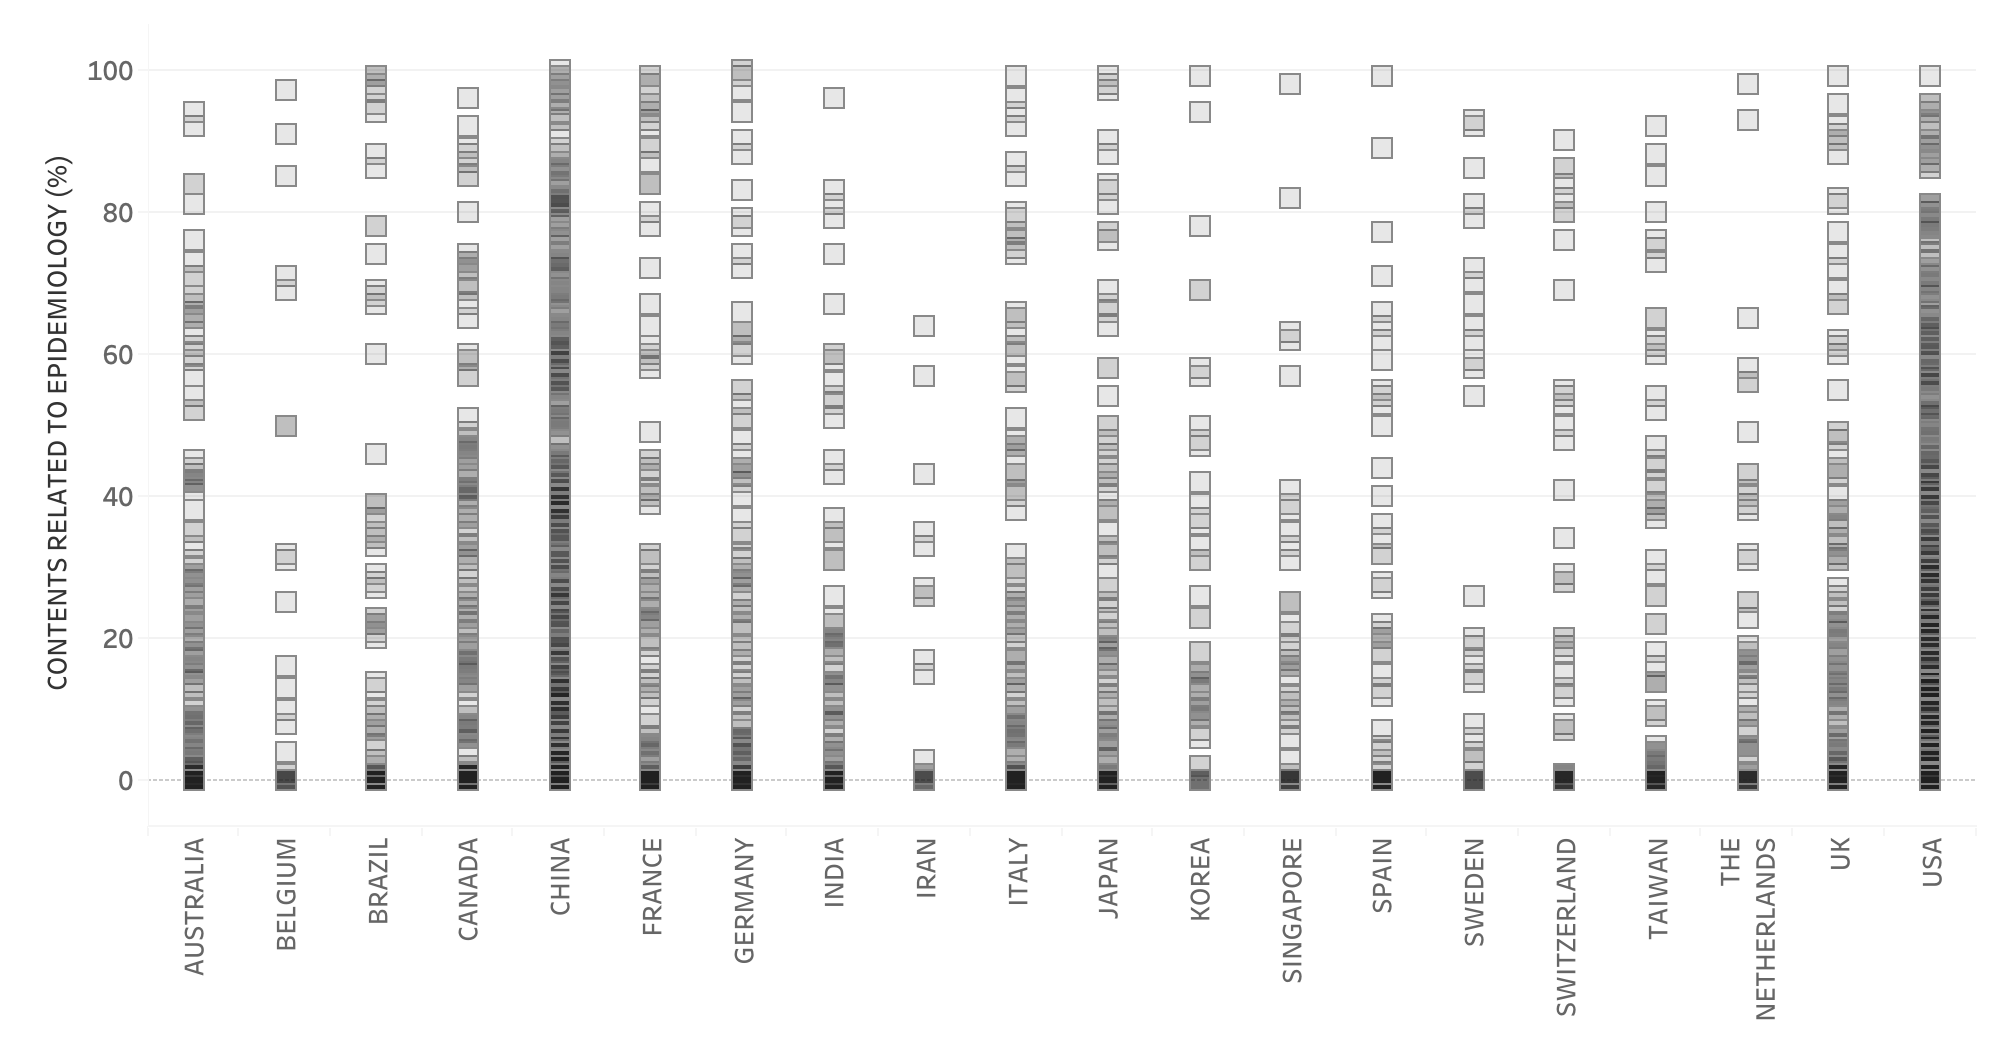 CONTENTS RELATED TO EPIDEMIOLOGY (%)
100
80
60
40
20
0
AUSTRALIA
BELGIUM
BRAZIL
CANADA
CHINA
FRANCE
GERMANY
INDIA
IRAN
ITALY
JAPAN
KOREA
SINGAPORE
SPAIN
SWEDEN
SWITZERLAND
TAIWAN
THE
NETHERLANDS
UK
USA